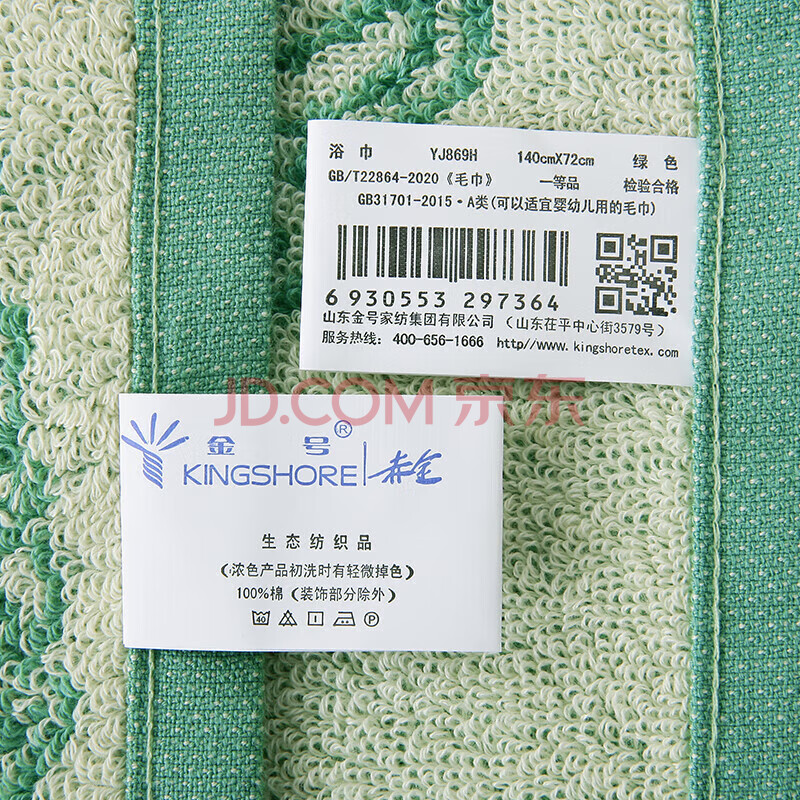 浴巾 YJ869H 140cmX72cm 绿色
GB/T22864-2020《毛巾》 一等品 检验合格
GB31701-2015·A类(可以适宜婴幼儿用的毛巾)
6 930553 297364
山东金号家纺集团有限公司 (山东茌平中心街3579号)
服务热线: 400-656-1666 http//www.kingshoretex.com
JD.COM 京东
金号®
KINGSHORE 赤金
生态纺织品
(浓色产品初洗时有轻微掉色)
100%棉 (装饰部分除外)
40 P